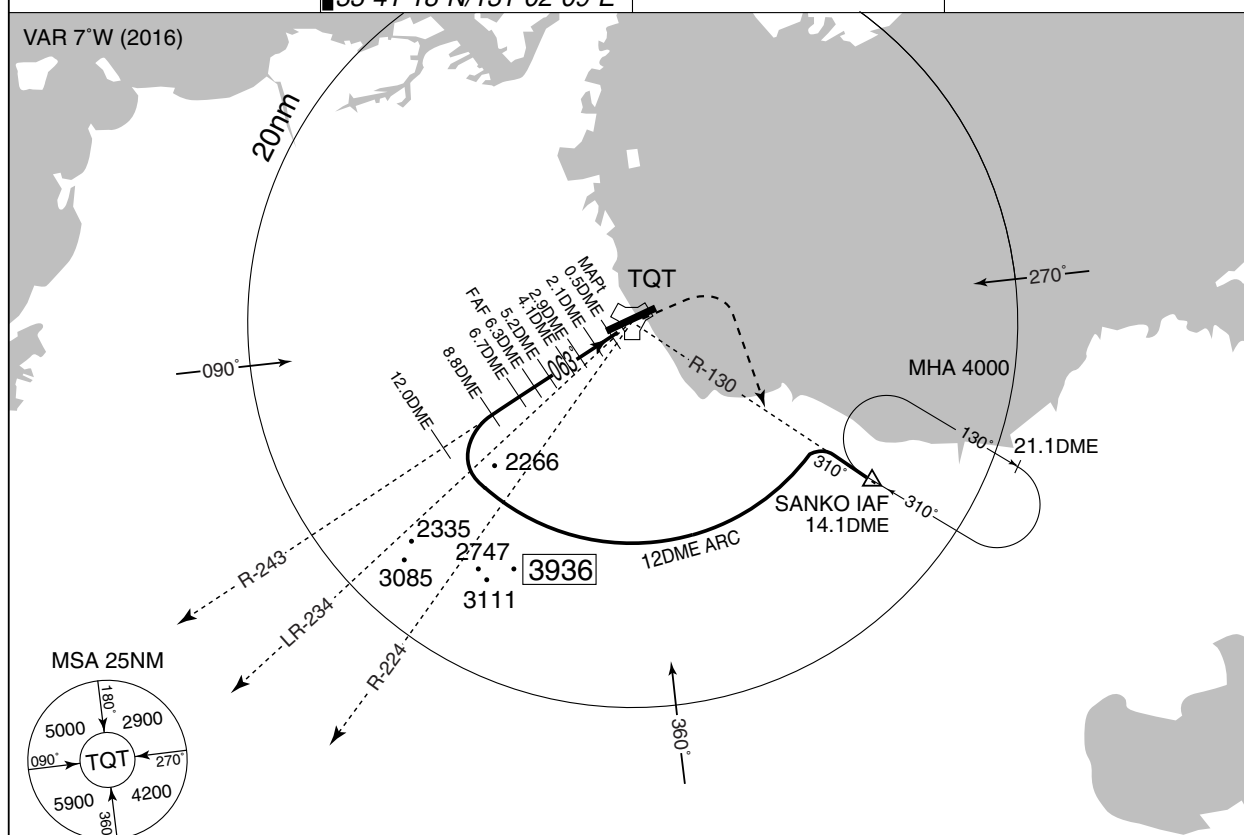 VAR 7°W (2016)
20nm
TQT
MAPt
0.5DME
2.1DME
2.9DME
4.1DME
5.2DME
FAF 6.3DME
6.7DME
8.8DME
12.0DME
063°
090°
270°
R-130
MHA 4000
130°
21.1DME
310°
310°
SANKO IAF
14.1DME
12DME ARC
2266
2335
3085
2747
3111
3936
R-243
LR-234
R-224
360°
MSA 25NM
180°
5000
2900
090°
TQT
270°
5900
4200
360